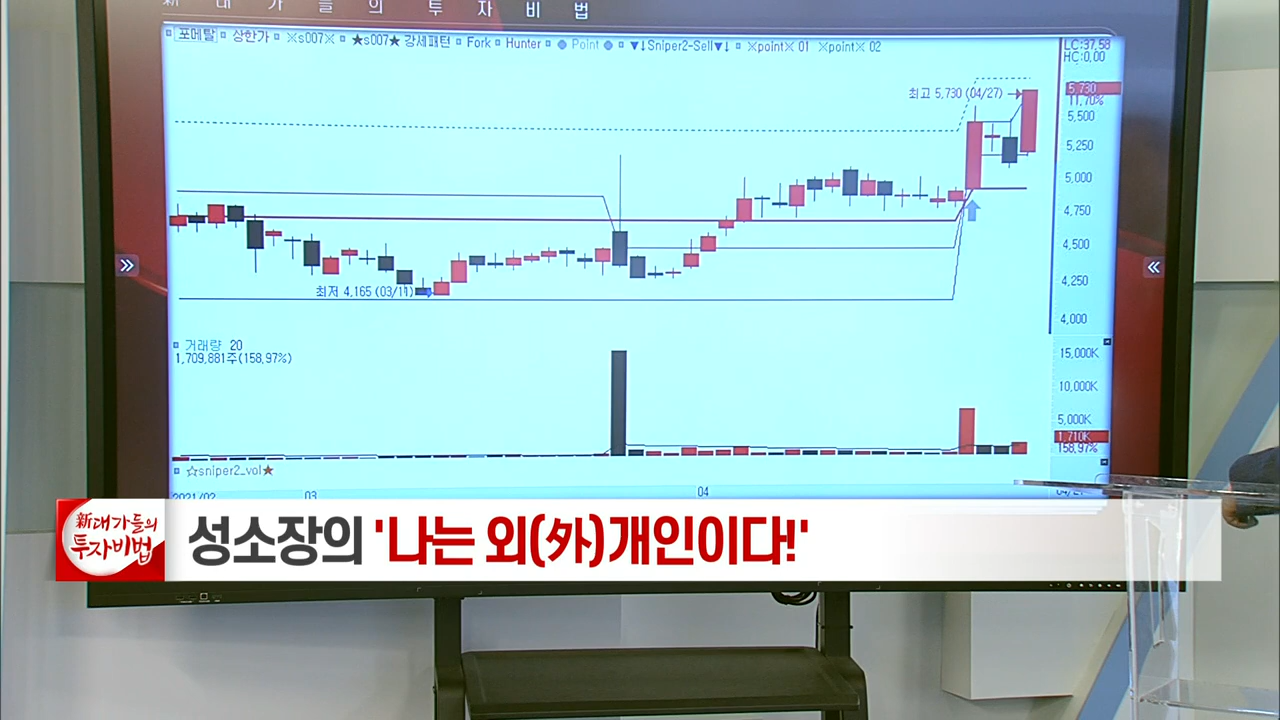 新 대 가 들 의 투 자 비 법
포메탈 상한가 ※s007※ ★s007★ 강세패턴 Fork Hunter ● Point ● ▼↓Sniper2-Sell▼↓ ※point※ 01 ※point※ 02
LC:37,58
HC:0,00
최고 5,730 (04/27)
5,730
11,70%
5,500
5,250
5,000
4,750
4,500
4,250
4,000
최저 4,165 (03/11)
거래량 20
1,709,881주(158,97%)
15,000K
10,000K
5,000K
1,710K
158,97%
☆sniper2_vol★
2021/02 03 04
新대가들의
투자비법
성소장의 '나는 외(外)개인이다!'